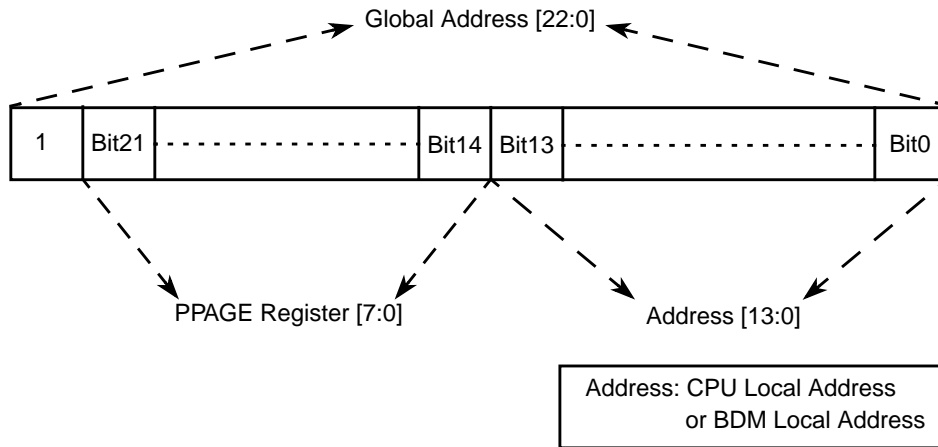 Global Address [22:0]
1 Bit21 Bit14 Bit13 Bit0
PPAGE Register [7:0] Address [13:0]
Address: CPU Local Address
or BDM Local Address